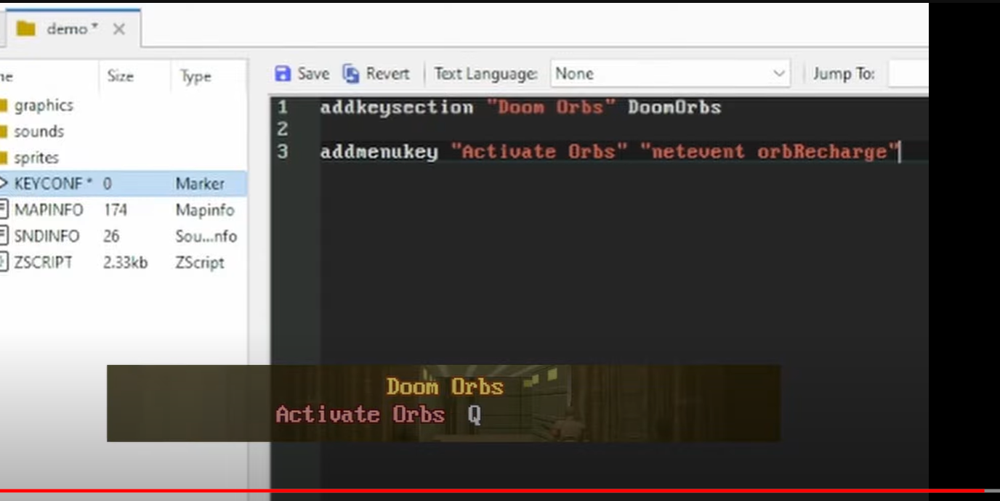 demo *
Size Type
Save Revert Text Language: None Jump To:
graphics
sounds
sprites
KEYCONF * 0 Marker
MAPINFO 174 Mapinfo
SNDINFO 26 Sou...nfo
ZSCRIPT 2.33kb ZScript
1 addkeysection "Doom Orbs" DoomOrbs
2
3 addmenukey "Activate Orbs" "netevent orbRecharge"
Doom Orbs
Activate Orbs Q